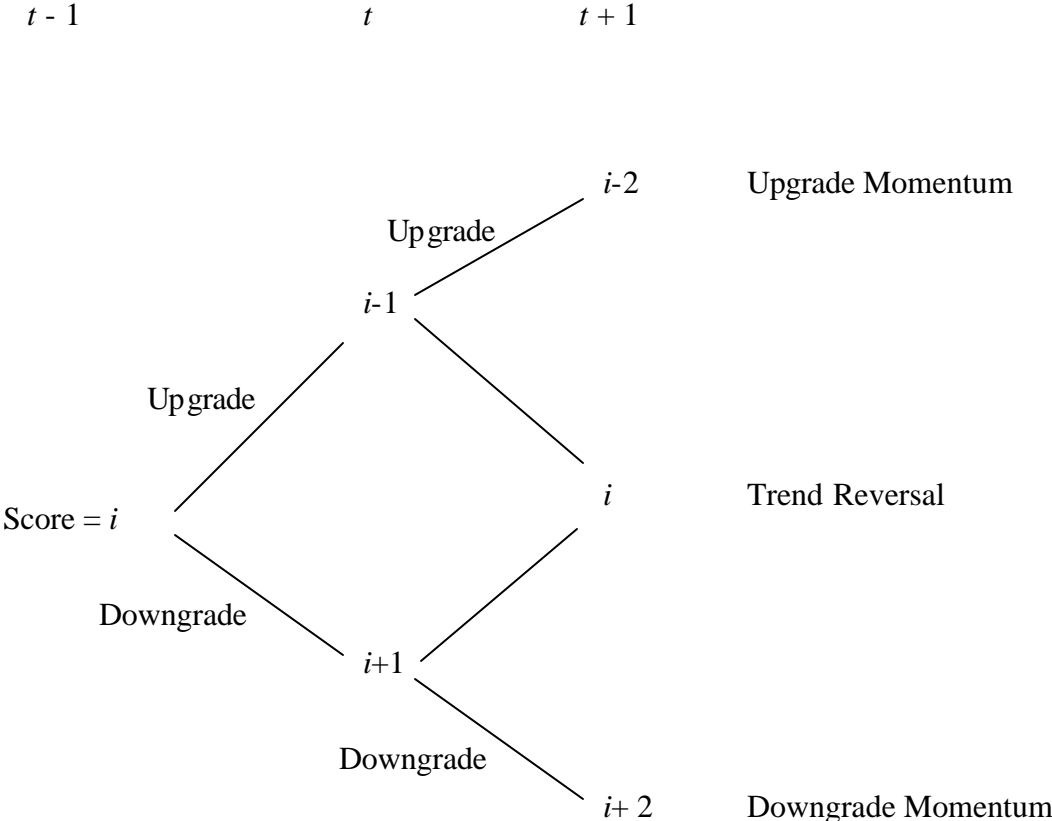 t - 1 t t + 1
i-2 Upgrade Momentum
Upgrade
i-1
Upgrade
i Trend Reversal
Score = i
Downgrade
i+1
Downgrade
i+ 2 Downgrade Momentum